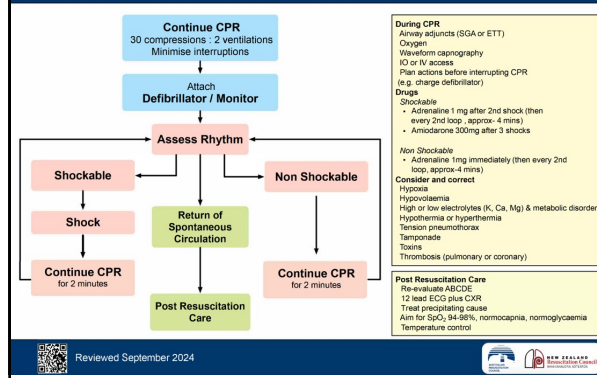 Continue CPR
30 compressions : 2 ventilations
Minimise interruptions
Attach
Defibrillator / Monitor
Assess Rhythm
Shockable
Non Shockable
Shock
Return of
Spontaneous
Circulation
Continue CPR
for 2 minutes
Continue CPR
for 2 minutes
Post Resuscitation
Care
During CPR
Airway adjuncts (SGA or ETT)
Oxygen
Waveform capnography
IO or IV access
Plan actions before interrupting CPR
(e.g. charge defibrillator)
Drugs
Shockable
• Adrenaline 1 mg after 2nd shock (then
every 2nd loop , approx- 4 mins)
• Amiodarone 300mg after 3 shocks
Non Shockable
• Adrenaline 1mg immediately (then every 2nd
loop, approx-4 mins)
Consider and correct
Hypoxia
Hypovolaemia
High or low electrolytes (K, Ca, Mg) & metabolic disorders
Hypothermia or hyperthermia
Tension pneumothorax
Tamponade
Toxins
Thrombosis (pulmonary or coronary)
Post Resuscitation Care
Re-evaluate ABCDE
12 lead ECG plus CXR
Treat precipitating cause
Aim for SpO₂ 94-98%, normocapnia, normoglycaemia
Temperature control
Reviewed September 2024
NEW ZEALAND
Resuscitation Council